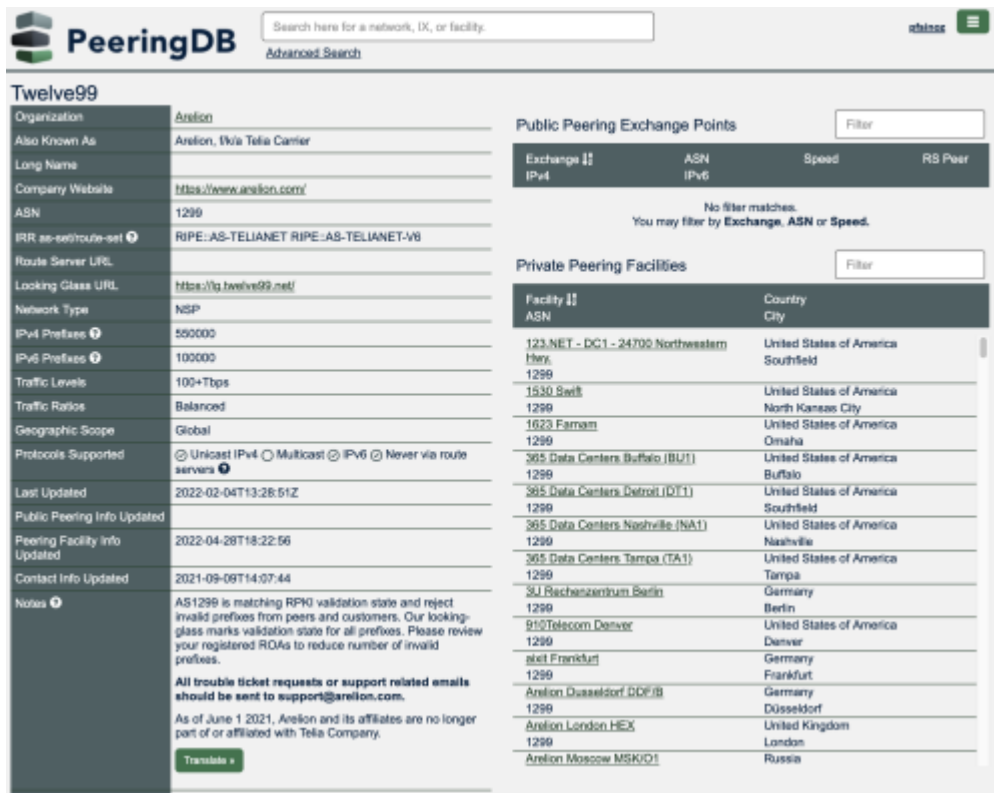 PeeringDB
Search here for a network, IX, or facility.
Advanced Search
Twelve99
Organization Arelion
Also Known As Arelion, f/k/a Telia Carrier
Long Name
Company Website https://www.arelion.com/
ASN 1299
IRR as-set/route-set RIPE::AS-TELIANET RIPE::AS-TELIANET-V6
Route Server URL
Looking Glass URL https://lg.twelve99.net/
Network Type NSP
IPv4 Prefixes 550000
IPv6 Prefixes 100000
Traffic Levels 100+Tbps
Traffic Ratios Balanced
Geographic Scope Global
Protocols Supported Unicast IPv4 Multicast IPv6 Never via route
servers
Last Updated 2022-02-04T13:28:51Z
Public Peering Info Updated
Peering Facility Info
Updated
2022-04-28T18:22:56
Contact Info Updated 2021-09-09T14:07:44
Notes
AS1299 is matching RPKI validation state and reject
invalid prefixes from peers and customers. Our looking-
glass marks validation state for all prefixes. Please review
your registered ROAs to reduce number of invalid
prefixes.
All trouble ticket requests or support related emails
should be sent to support@arelion.com.
As of June 1 2021, Arelion and its affiliates are no longer
part of or affiliated with Telia Company.
Translate »
Public Peering Exchange Points
Filter
Exchange ASN Speed RS Peer
IPv4 IPv6
No filter matches.
You may filter by Exchange, ASN or Speed.
Private Peering Facilities
Filter
Facility Country
ASN City
123.NET - DC1 - 24700 Northwestern United States of America
Hwy. Southfield
1299
1530 Swift United States of America
1299 North Kansas City
1623 Farnam United States of America
1299 Omaha
365 Data Centers Buffalo (BU1) United States of America
1299 Buffalo
365 Data Centers Detroit (DT1) United States of America
1299 Southfield
365 Data Centers Nashville (NA1) United States of America
1299 Nashville
365 Data Centers Tampa (TA1) United States of America
1299 Tampa
3U Rechenzentrum Berlin Germany
1299 Berlin
910Telecom Denver United States of America
1299 Denver
aixit Frankfurt Germany
1299 Frankfurt
Arelion Dusseldorf DDF/B Germany
1299 Düsseldorf
Arelion London HEX United Kingdom
1299 London
Arelion Moscow MSK/O1 Russia